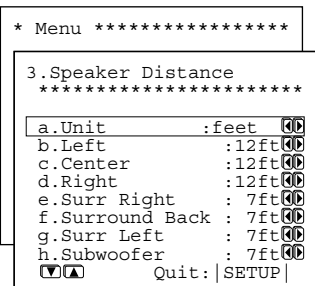 * Menu *****************
3.Speaker Distance
***********************
a.Unit :feet
b.Left :12ft
c.Center :12ft
d.Right :12ft
e.Surr Right : 7ft
f.Surround Back : 7ft
g.Surr Left : 7ft
h.Subwoofer : 7ft
Quit:|SETUP|